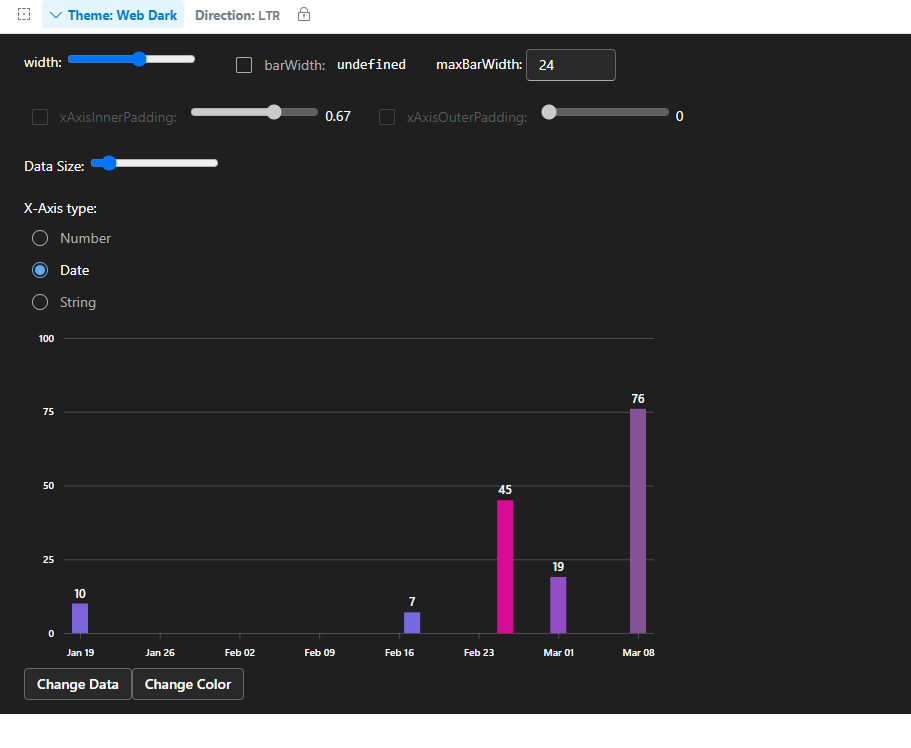 Theme: Web Dark Direction: LTR
width: barWidth: undefined maxBarWidth: 24
xAxisInnerPadding: 0.67 xAxisOuterPadding: 0
Data Size:
X-Axis type:
Number
Date
String
100
76
75
50
45
25
19
10
7
0
Jan 19 Jan 26 Feb 02 Feb 09 Feb 16 Feb 23 Mar 01 Mar 08
Change Data Change Color